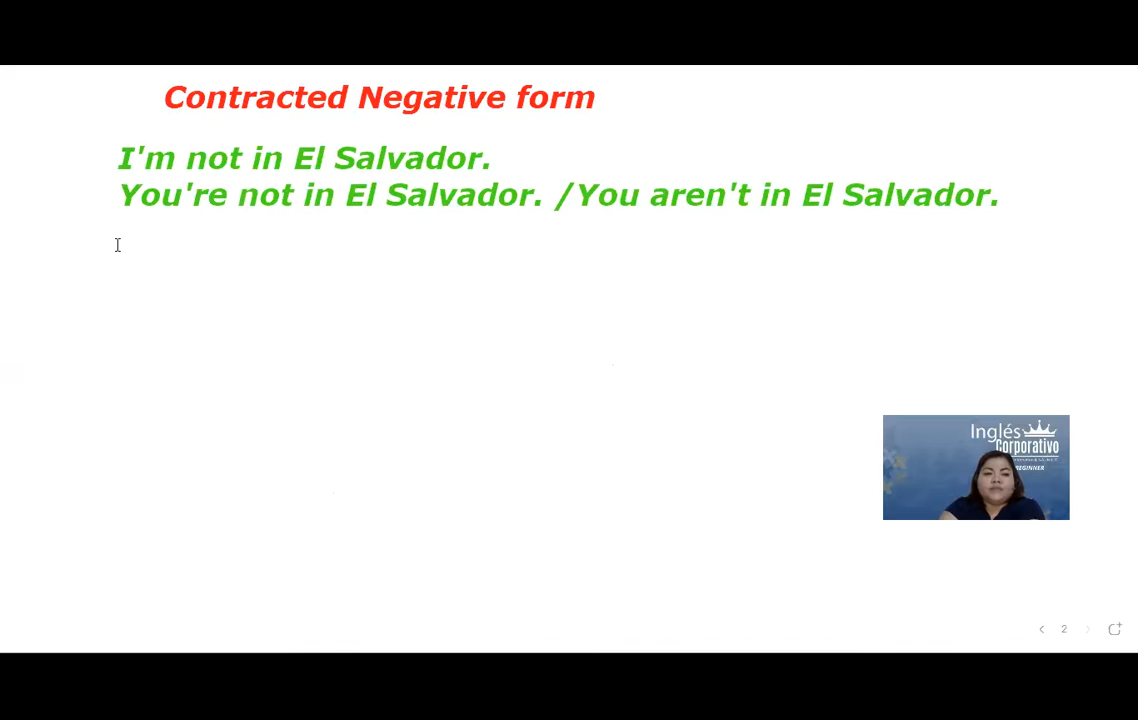 Contracted Negative form
I'm not in El Salvador.
You're not in El Salvador. /You aren't in El Salvador.
Inglés
Corporativo
BEGINNER
2